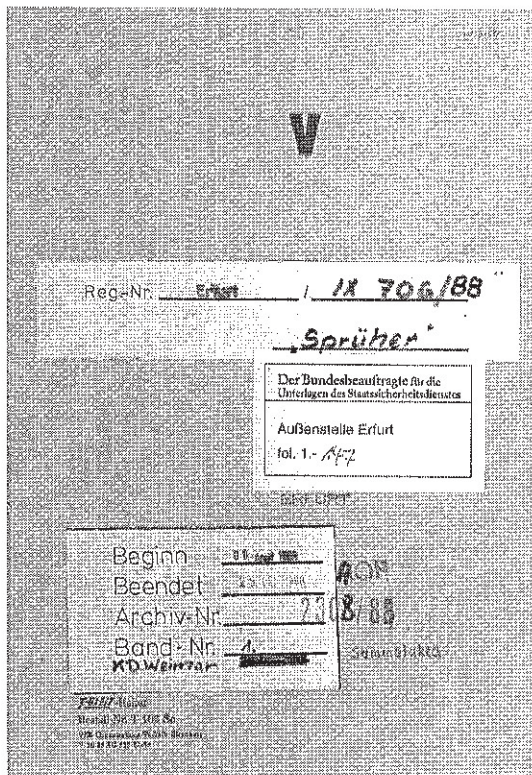 V
Reg-Nr. Erfurt / IX 706/88
„Sprüher"
Der Bundesbeauftragte für die
Unterlagen des Staatssicherheitsdienstes
Außenstelle Erfurt
fol. 1.-
Beginn
Beendet
AOP
Archiv-Nr. 2308/88
Band-Nr. 1.
KD Weimar